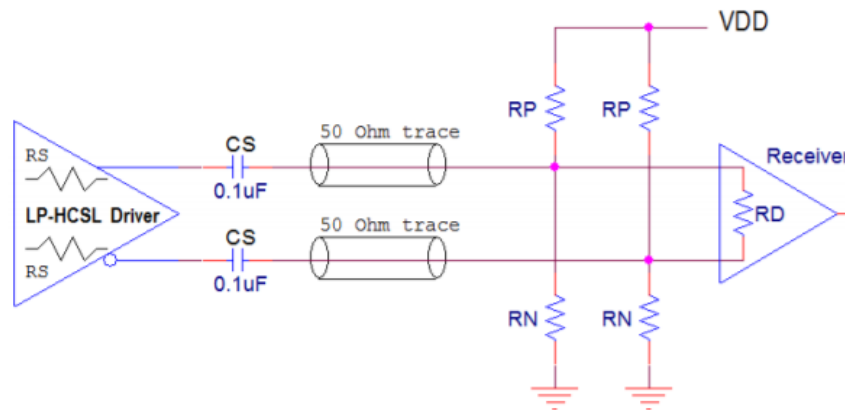 VDD
RP
RP
50 Ohm trace
CS
0.1uF
Receiver
RS
LP-HCSL Driver
RS
RD
50 Ohm trace
CS
0.1uF
RN
RN